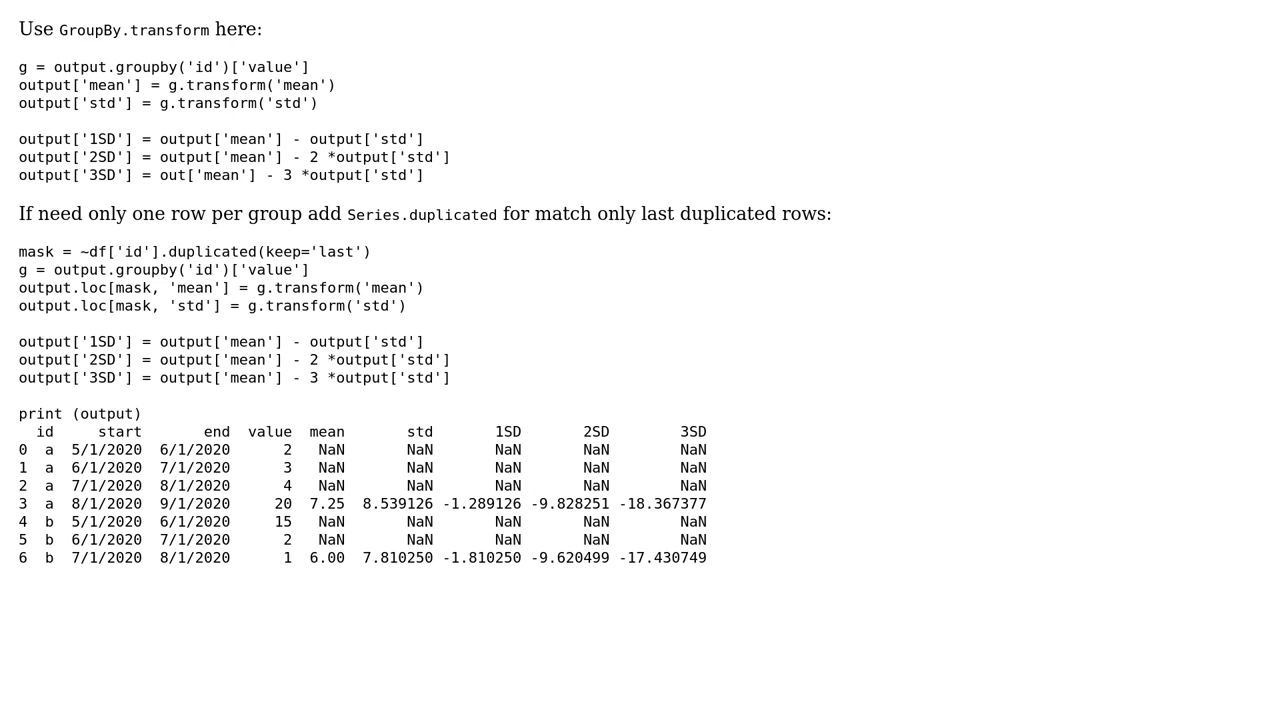 Use GroupBy.transform here:
g = output.groupby('id')['value']
output['mean'] = g.transform('mean')
output['std'] = g.transform('std')
output['1SD'] = output['mean'] - output['std']
output['2SD'] = output['mean'] - 2 *output['std']
output['3SD'] = out['mean'] - 3 *output['std']
If need only one row per group add Series.duplicated for match only last duplicated rows:
mask = ~df['id'].duplicated(keep='last')
g = output.groupby('id')['value']
output.loc[mask, 'mean'] = g.transform('mean')
output.loc[mask, 'std'] = g.transform('std')
output['1SD'] = output['mean'] - output['std']
output['2SD'] = output['mean'] - 2 *output['std']
output['3SD'] = output['mean'] - 3 *output['std']
print (output)
  id     start       end  value  mean       std       1SD       2SD        3SD
0  a  5/1/2020  6/1/2020      2   NaN       NaN       NaN       NaN        NaN
1  a  6/1/2020  7/1/2020      3   NaN       NaN       NaN       NaN        NaN
2  a  7/1/2020  8/1/2020      4   NaN       NaN       NaN       NaN        NaN
3  a  8/1/2020  9/1/2020     20  7.25  8.539126 -1.289126 -9.828251 -18.367377
4  b  5/1/2020  6/1/2020     15   NaN       NaN       NaN       NaN        NaN
5  b  6/1/2020  7/1/2020      2   NaN       NaN       NaN       NaN        NaN
6  b  7/1/2020  8/1/2020      1  6.00  7.810250 -1.810250 -9.620499 -17.430749